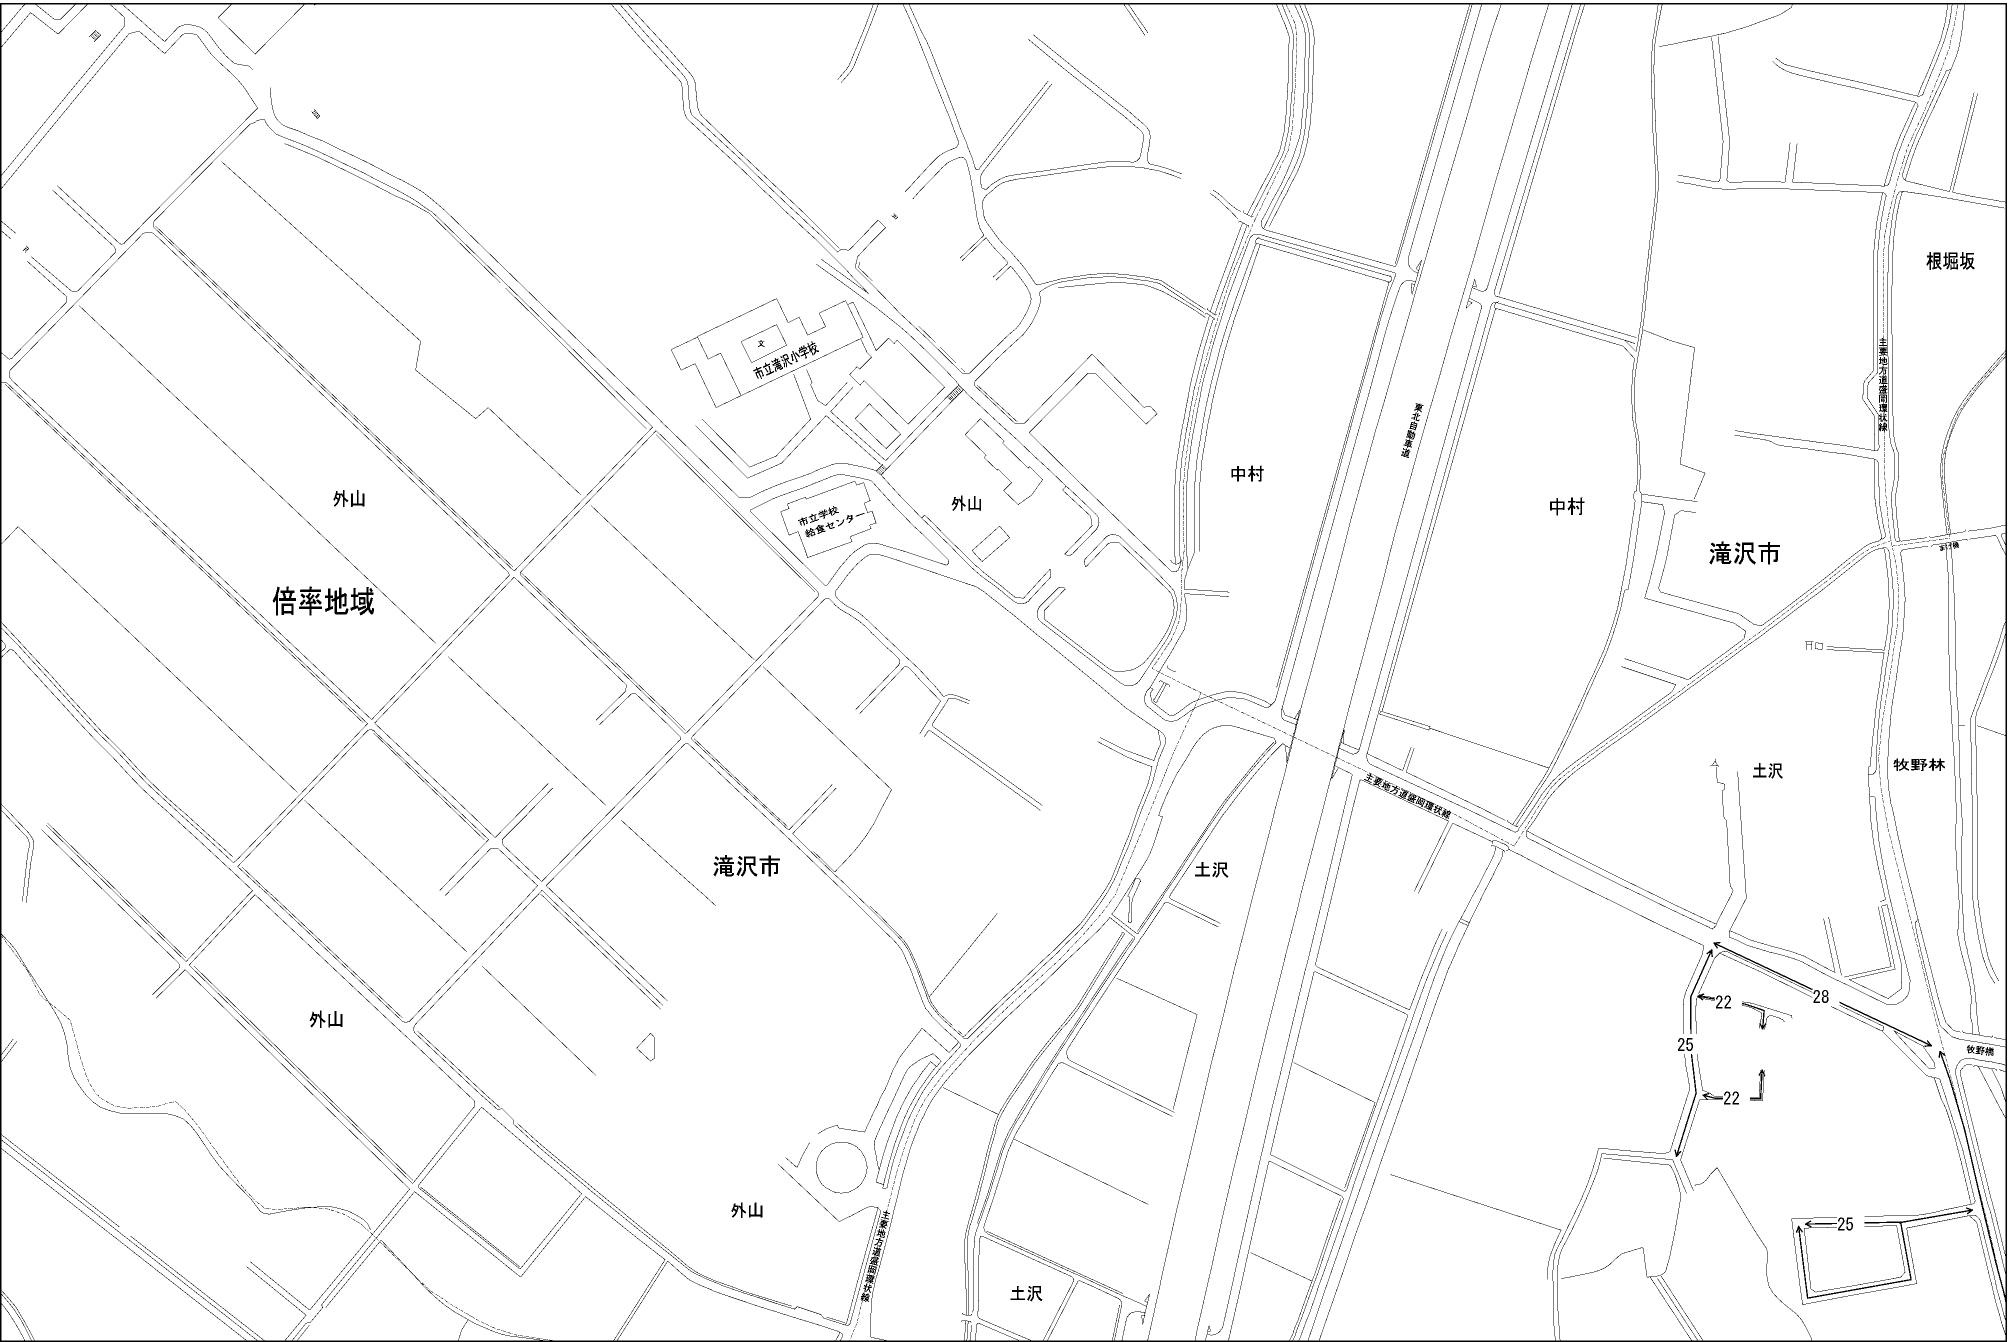 根堀坂
主要地方道盛岡環状線
市立滝沢小学校
東北自動車道
中村
外山
外山
中村
市立学校
給食センター
滝沢市
倍率地域
土沢
牧野林
主要地方道盛岡環状線
滝沢市
土沢
28
22
外山
25
牧野橋
22
外山
25
主要地方道盛岡環状線
土沢